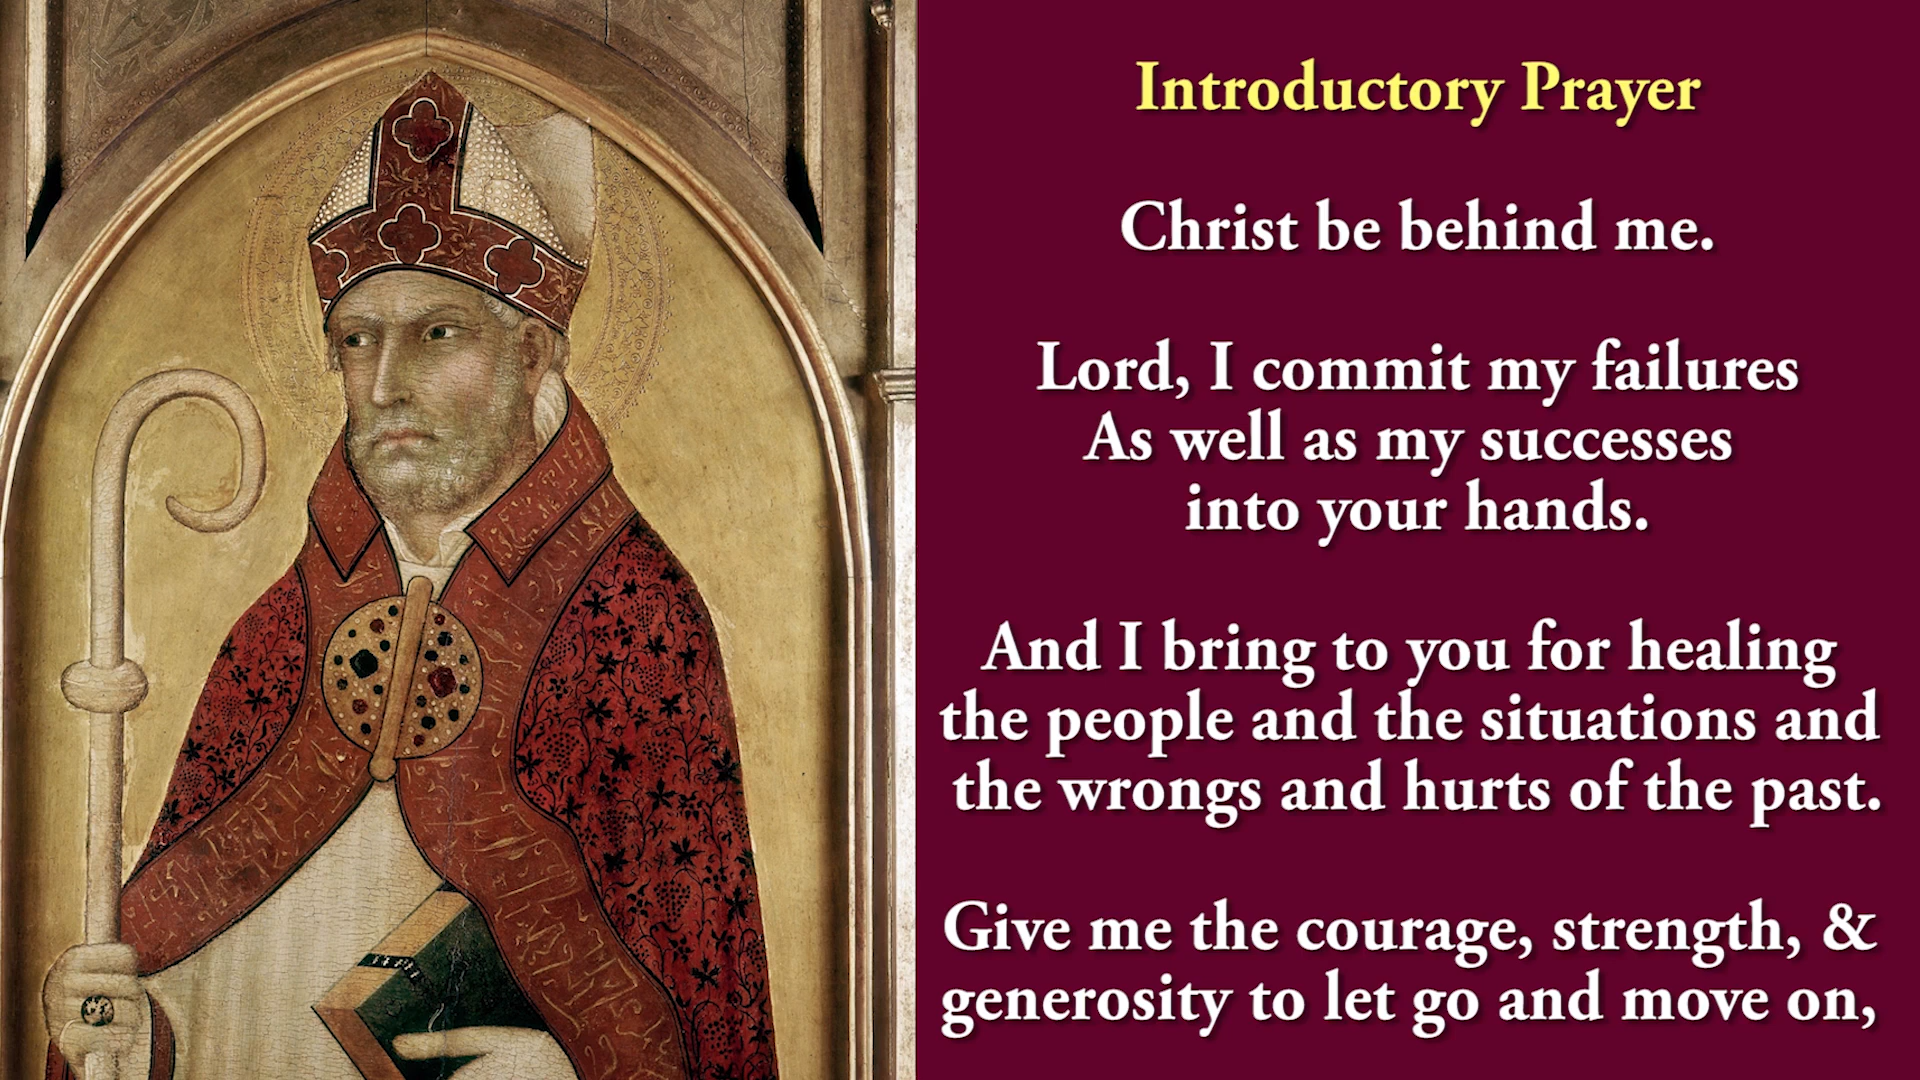 Introductory Prayer
Christ be behind me.
Lord, I commit my failures
As well as my successes
into your hands.
And I bring to you for healing
the people and the situations and
the wrongs and hurts of the past.
Give me the courage, strength, &
generosity to let go and move on,